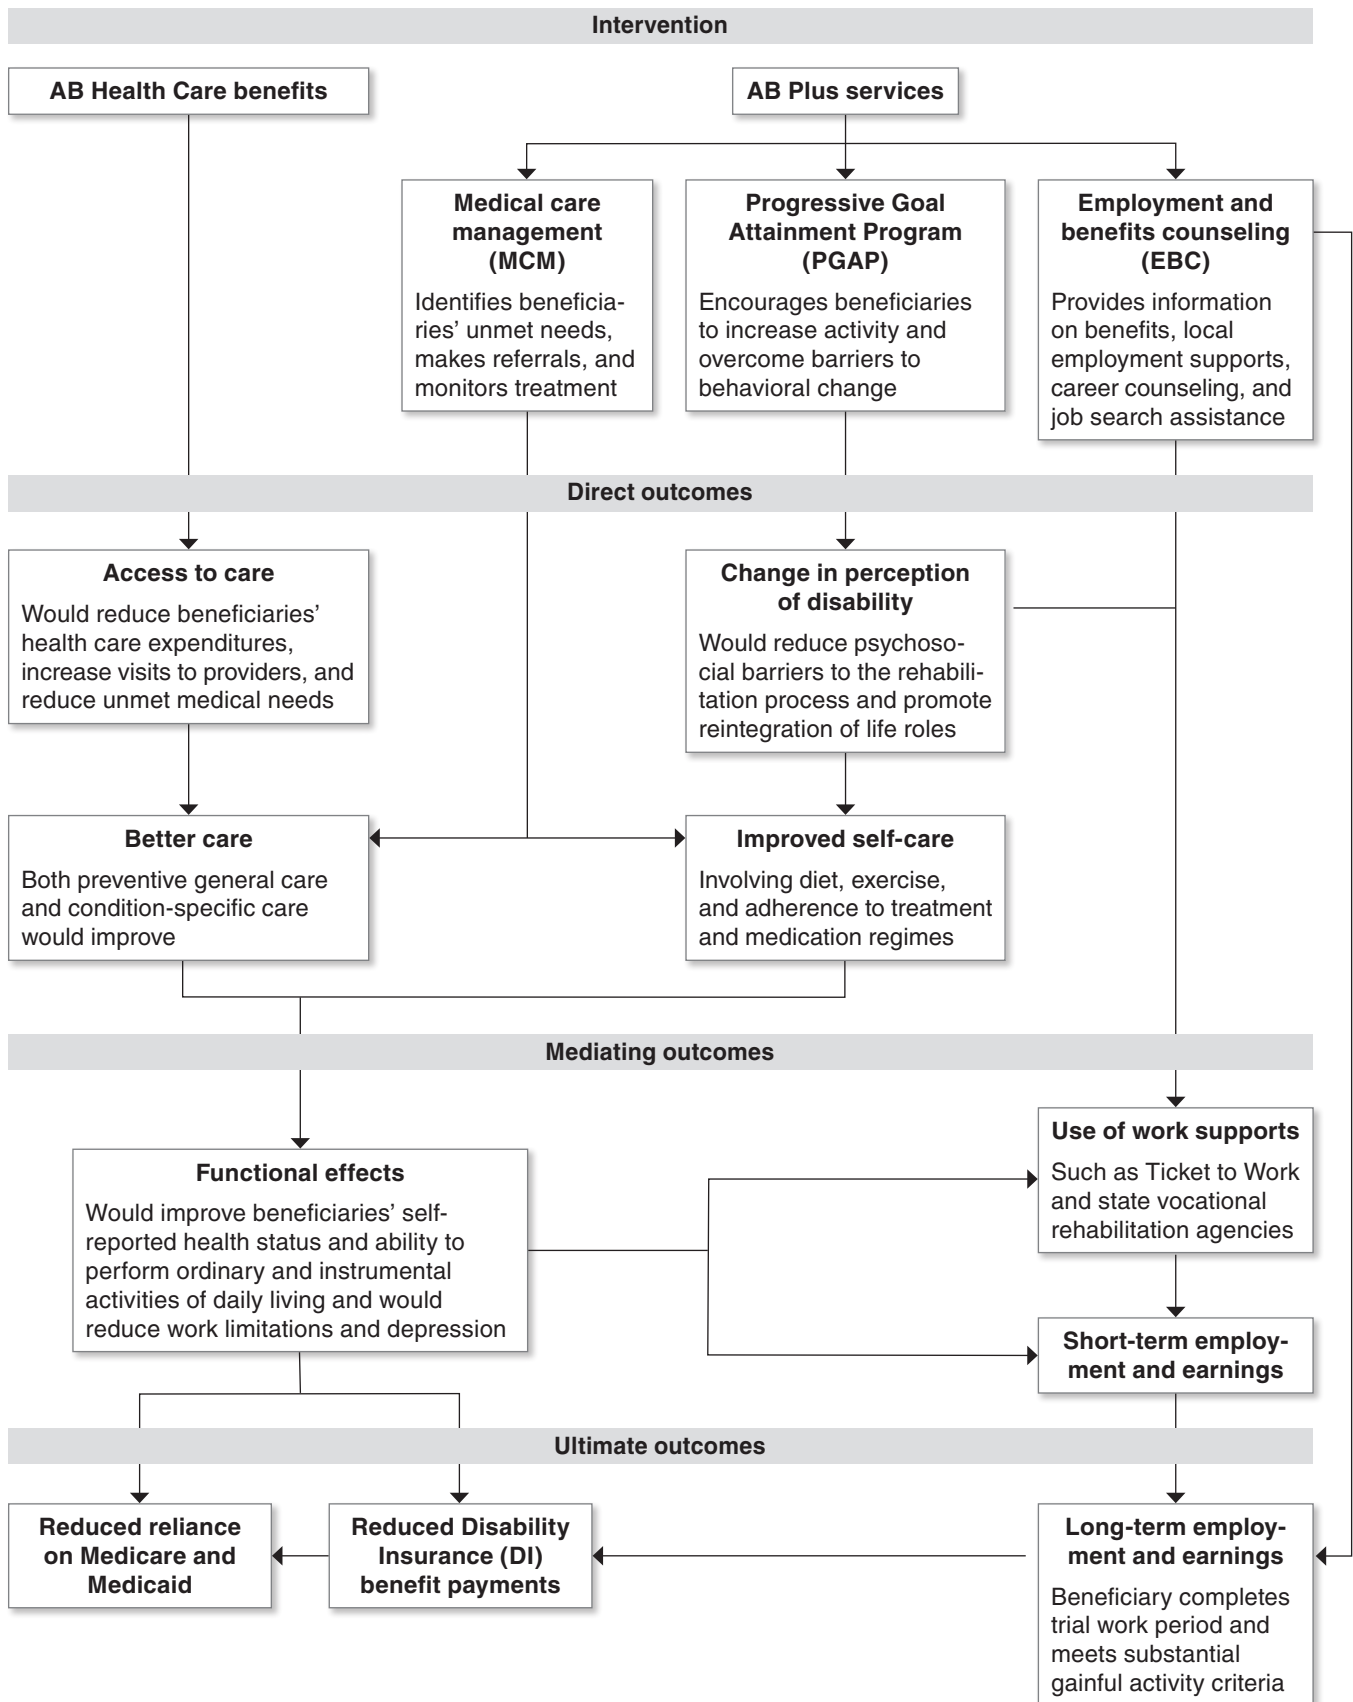 Intervention
AB Health Care benefits
AB Plus services
Medical care
management
(MCM)
Identifies beneficia-
ries’ unmet needs,
makes referrals, and
monitors treatment
Progressive Goal
Attainment Program
(PGAP)
Encourages beneficiaries
to increase activity and
overcome barriers to
behavioral change
Employment and
benefits counseling
(EBC)
Provides information
on benefits, local
employment supports,
career counseling, and
job search assistance
Direct outcomes
Access to care
Would reduce beneficiaries’
health care expenditures,
increase visits to providers, and
reduce unmet medical needs
Change in perception
of disability
Would reduce psychoso-
cial barriers to the rehabili-
tation process and promote
reintegration of life roles
Better care
Both preventive general care
and condition-specific care
would improve
Improved self-care
Involving diet, exercise,
and adherence to treatment
and medication regimes
Mediating outcomes
Functional effects
Would improve beneficiaries’ self-
reported health status and ability to
perform ordinary and instrumental
activities of daily living and would
reduce work limitations and depression
Use of work supports
Such as Ticket to Work
and state vocational
rehabilitation agencies
Short-term employ-
ment and earnings
Ultimate outcomes
Reduced reliance
on Medicare and
Medicaid
Reduced Disability
Insurance (DI)
benefit payments
Long-term employ-
ment and earnings
Beneficiary completes
trial work period and
meets substantial
gainful activity criteria